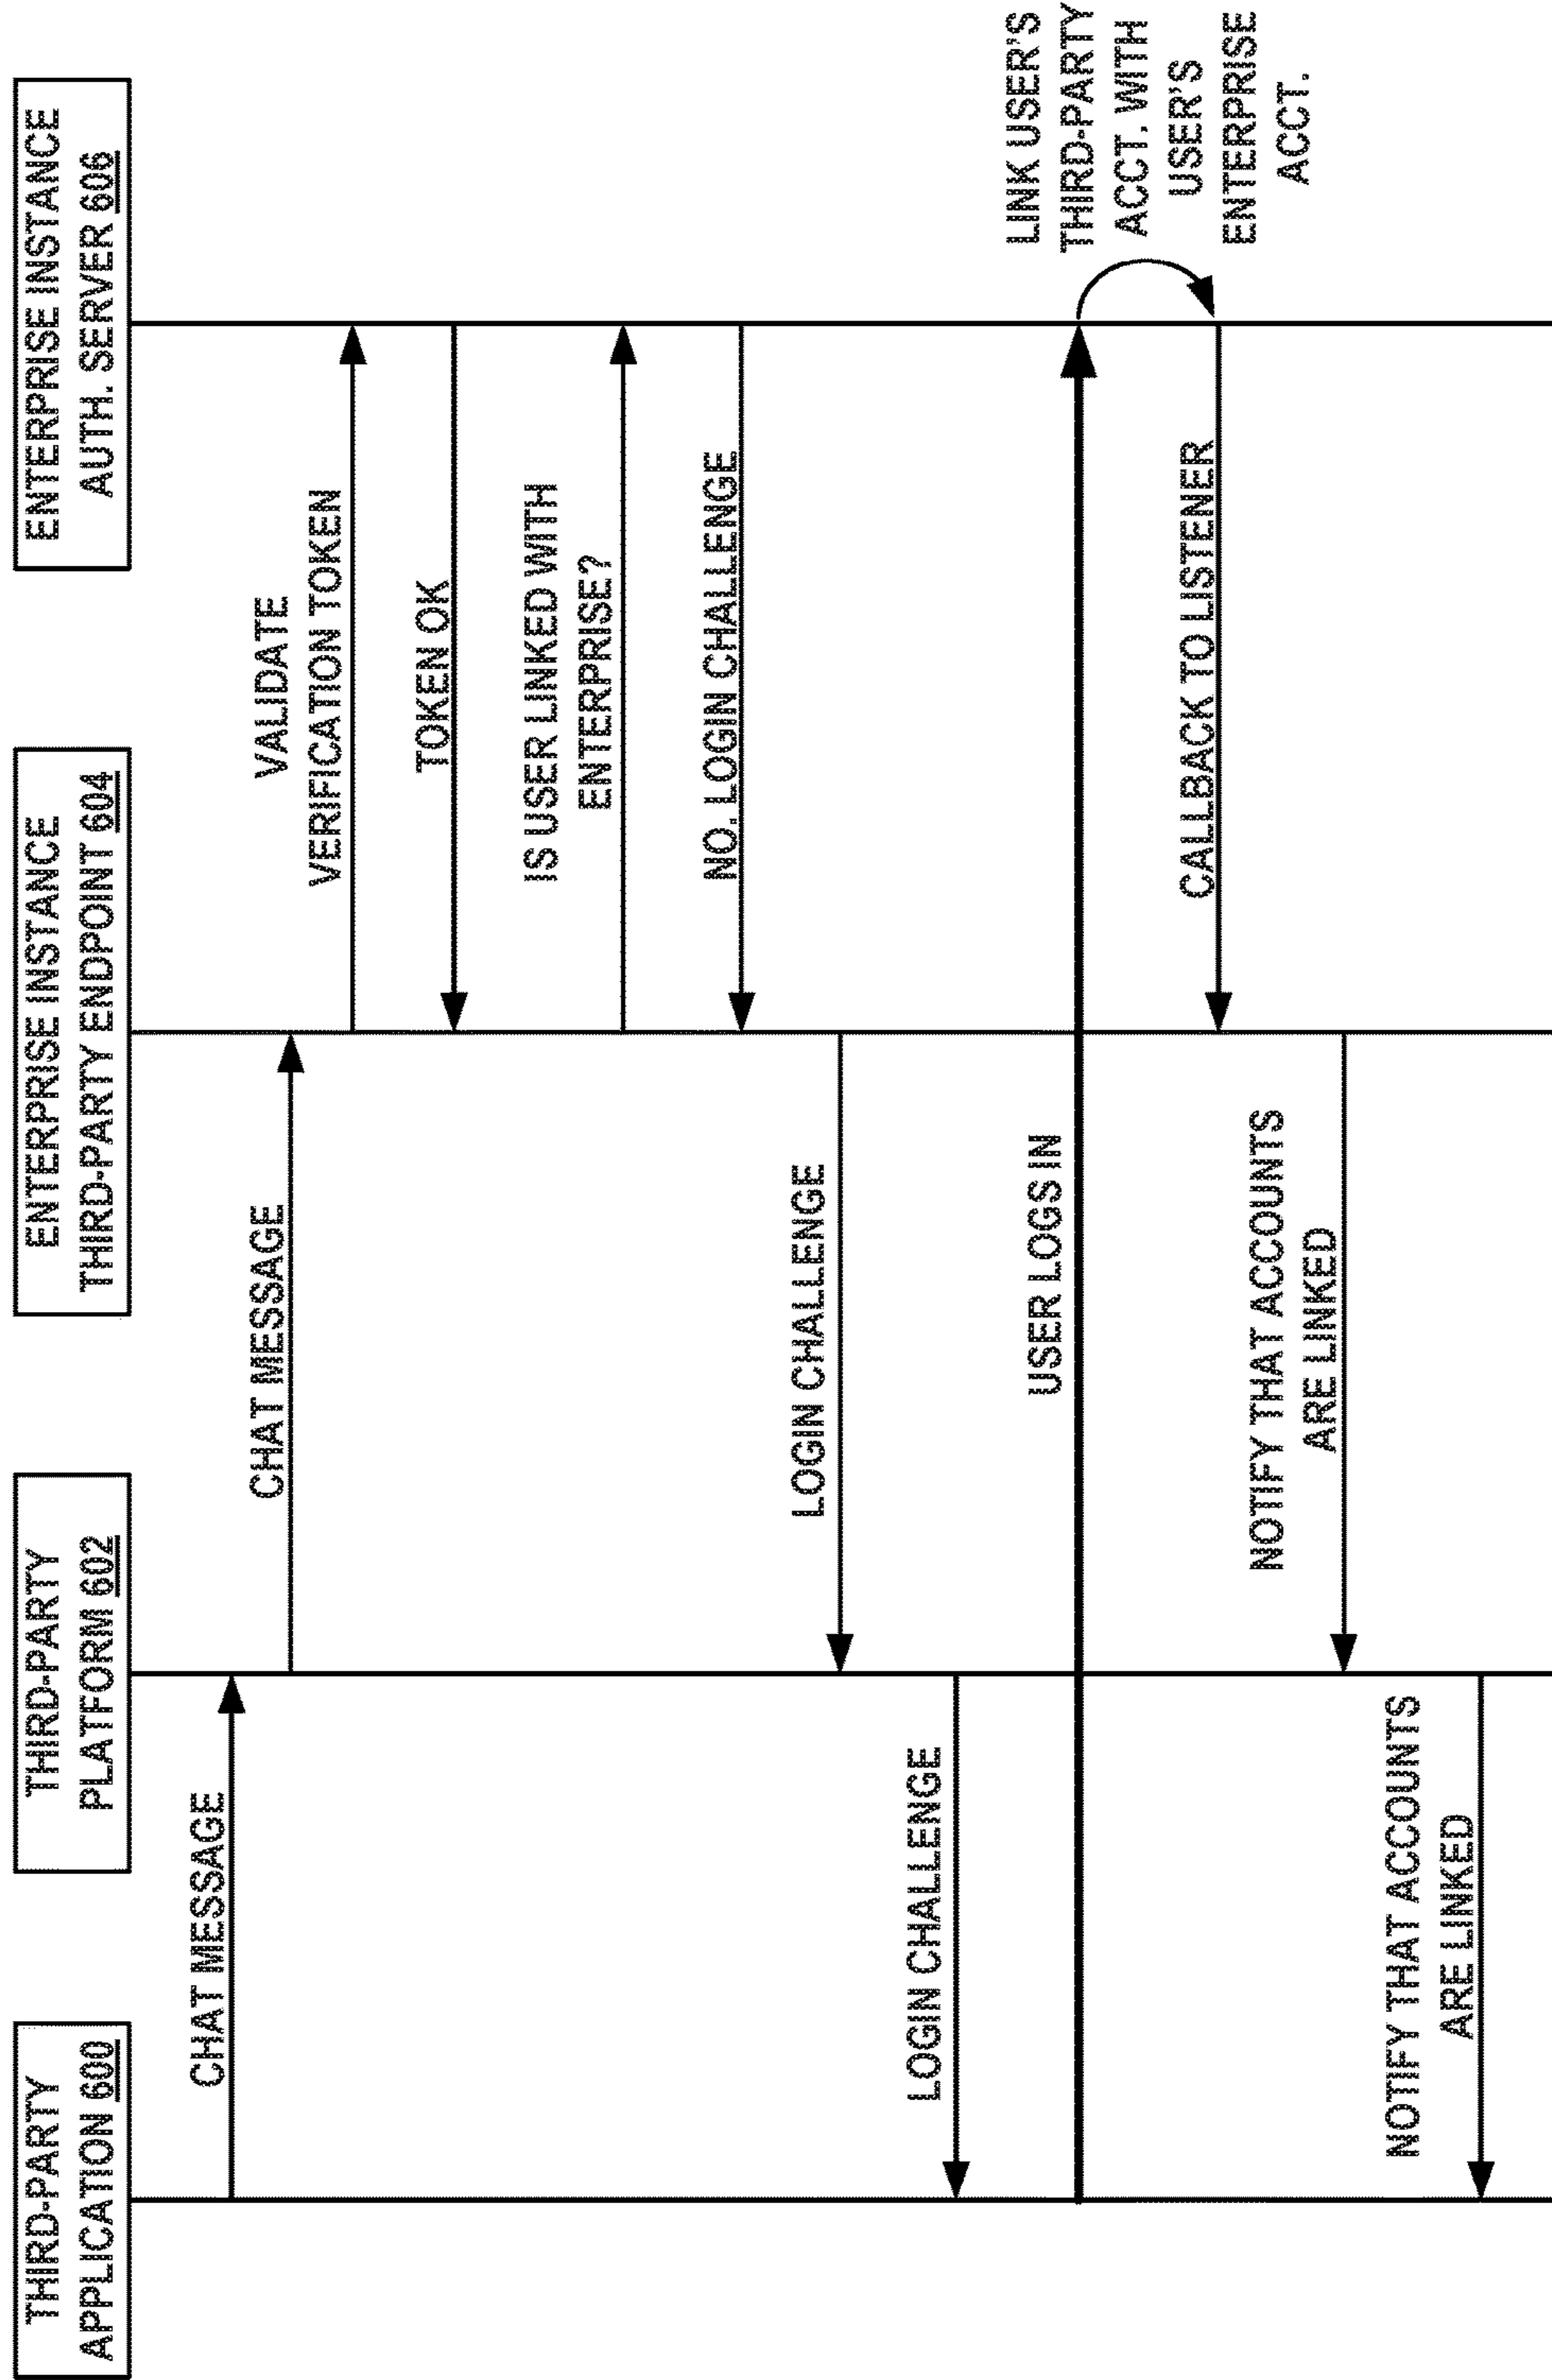 THIRD-PARTY
APPLICATION 600
THIRD-PARTY
PLATFORM 602
ENTERPRISE INSTANCE
THIRD-PARTY ENDPOINT 604
ENTERPRISE INSTANCE
AUTH. SERVER 606
CHAT MESSAGE
CHAT MESSAGE
VALIDATE
VERIFICATION TOKEN
TOKEN OK
IS USER LINKED WITH
ENTERPRISE?
NO. LOGIN CHALLENGE
LOGIN CHALLENGE
LOGIN CHALLENGE
USER LOGS IN
LINK USER'S
THIRD-PARTY
ACCT. WITH
USER'S
ENTERPRISE
ACCT.
CALLBACK TO LISTENER
NOTIFY THAT ACCOUNTS
ARE LINKED
NOTIFY THAT ACCOUNTS
ARE LINKED